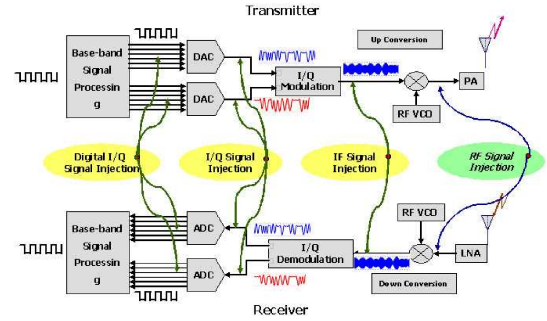 Transmitter
Base-band
Signal
Processin
g
DAC
DAC
I/Q
Modulation
Up Conversion
RF VCO
PA
Digital I/Q
Signal Injection
I/Q Signal
Injection
IF Signal
Injection
RF Signal
Injection
Base-band
Signal
Processin
g
ADC
ADC
I/Q
Demodulation
RF VCO
LNA
Down Conversion
Receiver